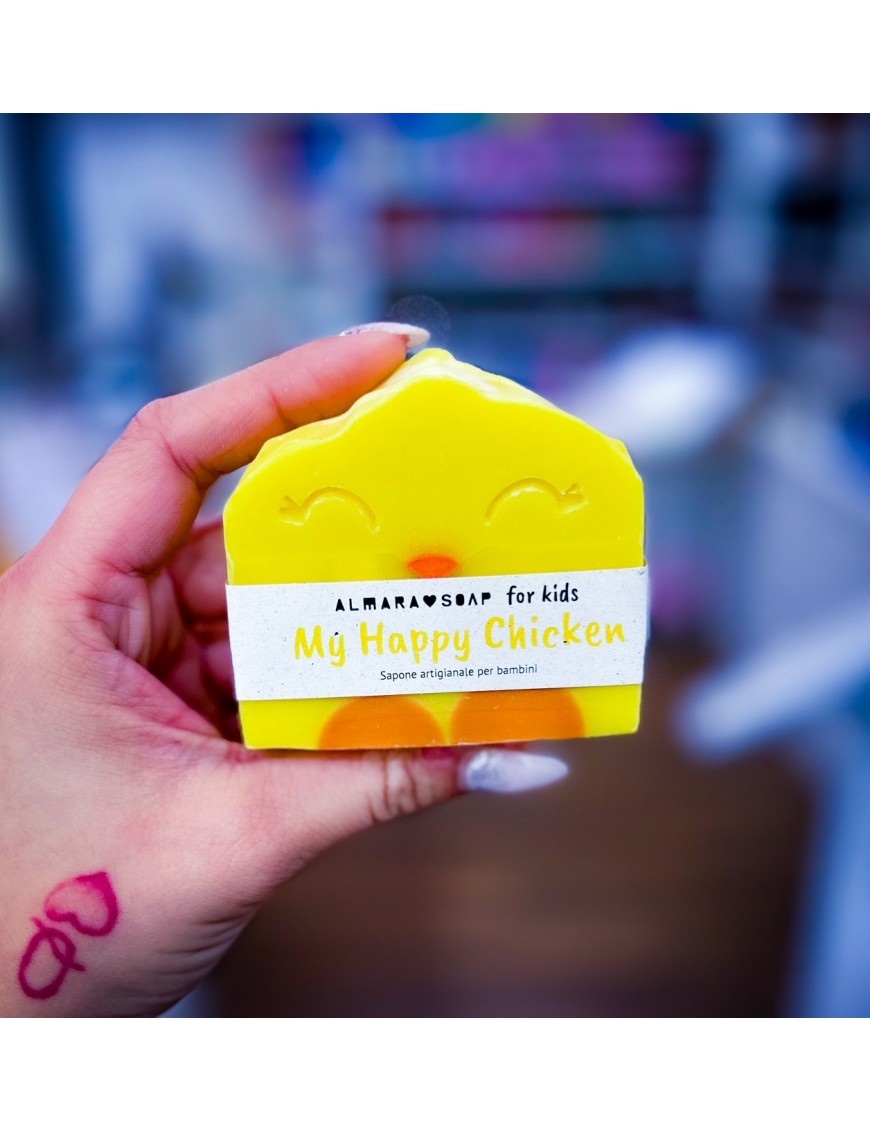 ALMARA♥SOAP for kids
My Happy Chicken
Sapone artigianale per bambini